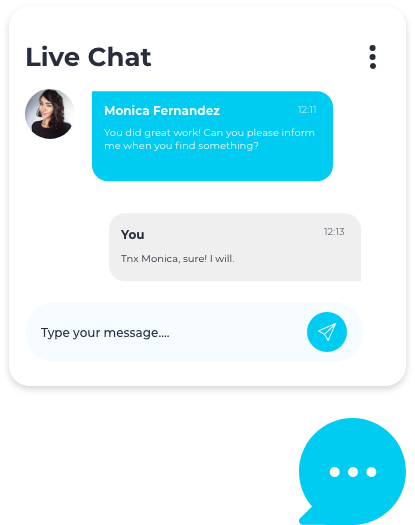 Live Chat
Monica Fernandez 12:11
You did great work! Can you please inform
me when you find something?
You 12:13
Tnx Monica, sure! I will.
Type your message....